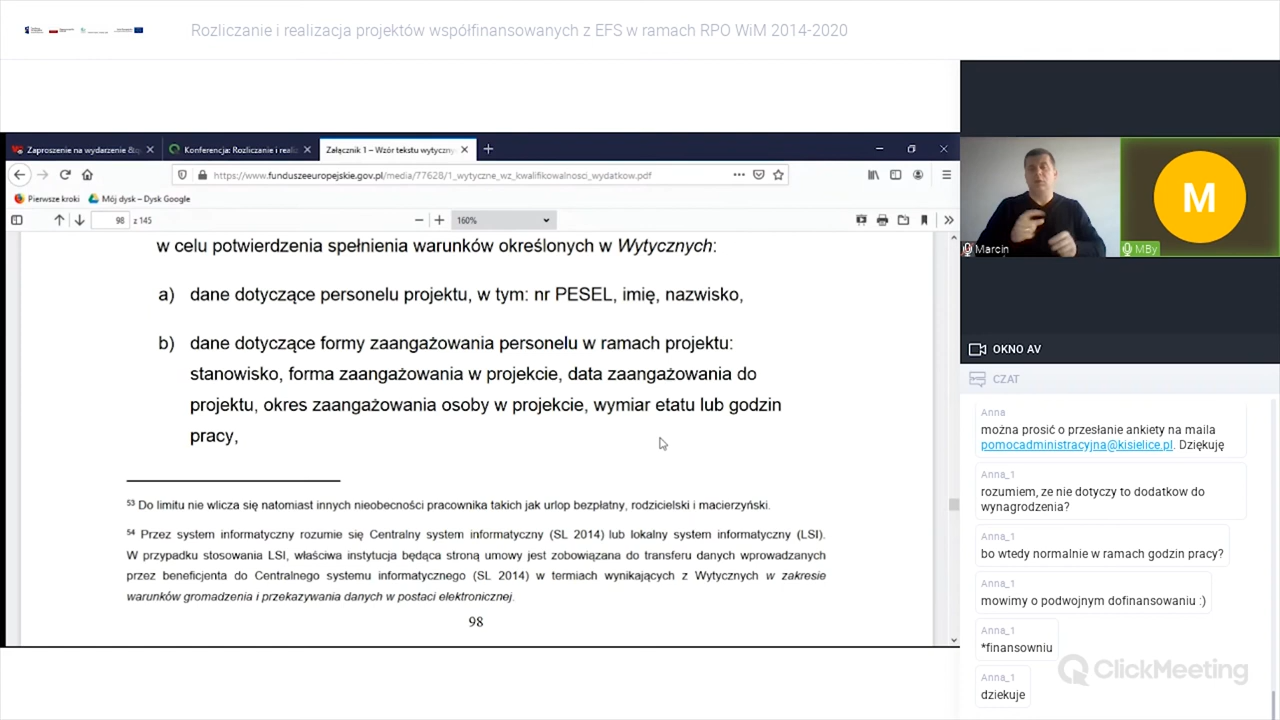 Rozliczanie i realizacja projektów współfinansowanych z EFS w ramach RPO WiM 2014-2020
Zaproszenie na wydarzenie
Konferencja: Rozliczanie i reali
Załącznik 1 – Wzór tekstu wytyczny
https://www.funduszeeuropejskie.gov.pl/media/77628/1_wytyczne_wz_kwalifikowalnosci_wydatkow.pdf
Pierwsze kroki
Mój dysk – Dysk Google
98 z 145
160%
w celu potwierdzenia spełnienia warunków określonych w Wytycznych:
a) dane dotyczące personelu projektu, w tym: nr PESEL, imię, nazwisko,
b) dane dotyczące formy zaangażowania personelu w ramach projektu:
stanowisko, forma zaangażowania w projekcie, data zaangażowania do
projektu, okres zaangażowania osoby w projekcie, wymiar etatu lub godzin
pracy,
53 Do limitu nie wlicza się natomiast innych nieobecności pracownika takich jak urlop bezpłatny, rodzicielski i macierzyński.
54 Przez system informatyczny rozumie się Centralny system informatyczny (SL 2014) lub lokalny system informatyczny (LSI).
W przypadku stosowania LSI, właściwa instytucja będąca stroną umowy jest zobowiązana do transferu danych wprowadzanych
przez beneficjenta do Centralnego systemu informatycznego (SL 2014) w termiach wynikających z Wytycznych w zakresie
warunków gromadzenia i przekazywania danych w postaci elektronicznej.
98
M
Marcin
MBy
OKNO AV
CZAT
Anna
można prosić o przesłanie ankiety na maila
pomocadministracyjna@kisielice.pl. Dziękuję
Anna_1
rozumiem, ze nie dotyczy to dodatkow do
wynagrodzenia?
Anna_1
bo wtedy normalnie w ramach godzin pracy?
Anna_1
mowimy o podwojnym dofinansowaniu :)
Anna_1
*finansowniu
Anna_1
dziekuje
ClickMeeting